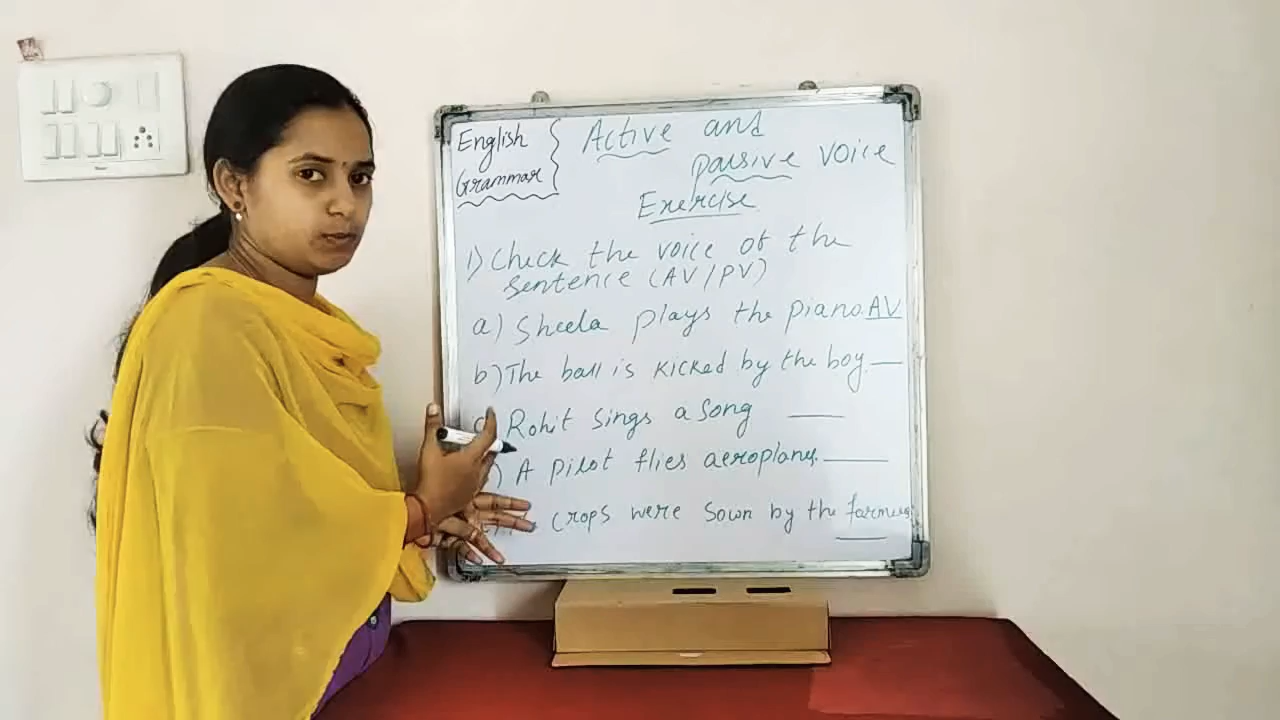 English
Grammar
Active and
passive voice
Exercise
1) Check the voice of the
sentence (AV/PV)
a) Sheela plays the piano AV
b) The ball is kicked by the boy
c) Rohit sings a song
) A pilot flies aeroplane.
crops were sown by the farmers